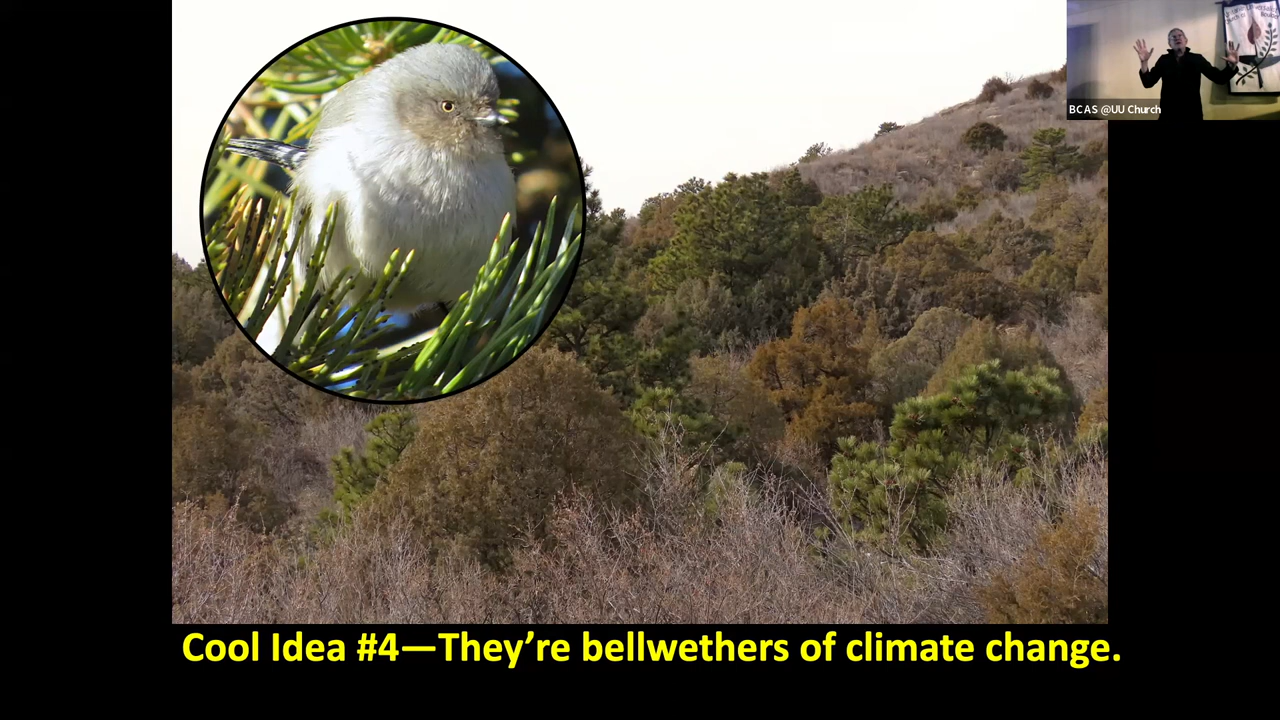 BCAS @UU Church
Cool Idea #4—They're bellwethers of climate change.